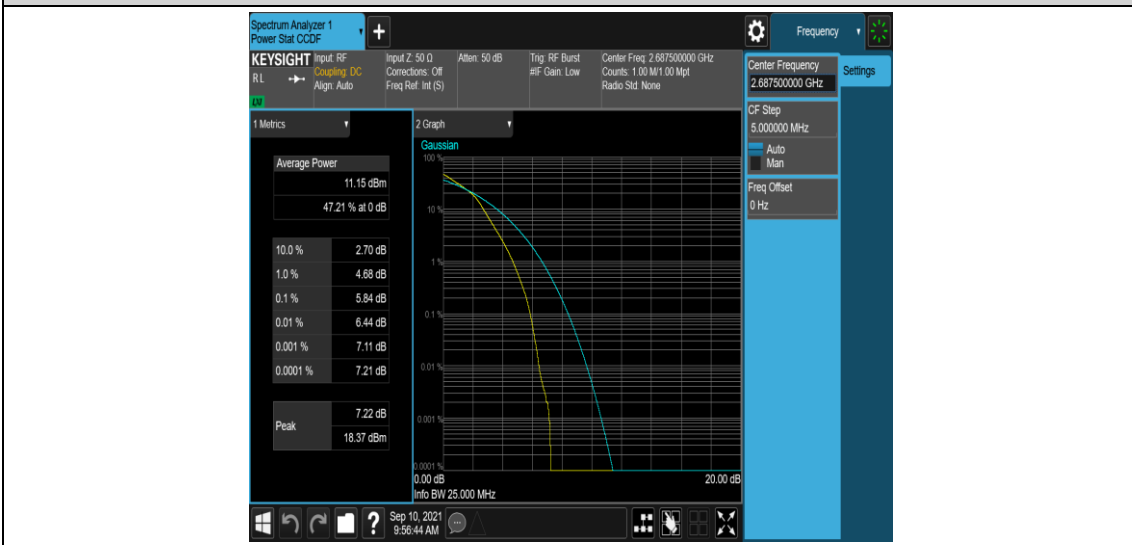 Spectrum Analyzer 1
Power Stat CCDF
+
Frequency
KEYSIGHT
RL
LXI
Input: RF
Coupling: DC
Align: Auto
Input Z: 50 Ω
Corrections: Off
Freq Ref: Int (S)
Atten: 50 dB
Trig: RF Burst
#IF Gain: Low
Center Freq: 2.687500000 GHz
Counts: 1.00 M/1.00 Mpt
Radio Std: None
Center Frequency
2.687500000 GHz
Settings
CF Step
5.000000 MHz
Auto
Man
Freq Offset
0 Hz
1 Metrics
Average Power
11.15 dBm
47.21 % at 0 dB
10.0 % 2.70 dB
1.0 % 4.68 dB
0.1 % 5.84 dB
0.01 % 6.44 dB
0.001 % 7.11 dB
0.0001 % 7.21 dB
Peak
7.22 dB
18.37 dBm
2 Graph
Gaussian
100 %
10 %
1 %
0.1 %
0.01 %
0.001 %
0.0001 %
0.00 dB 20.00 dB
Info BW 25.000 MHz
?
Sep 10, 2021
9:56:44 AM